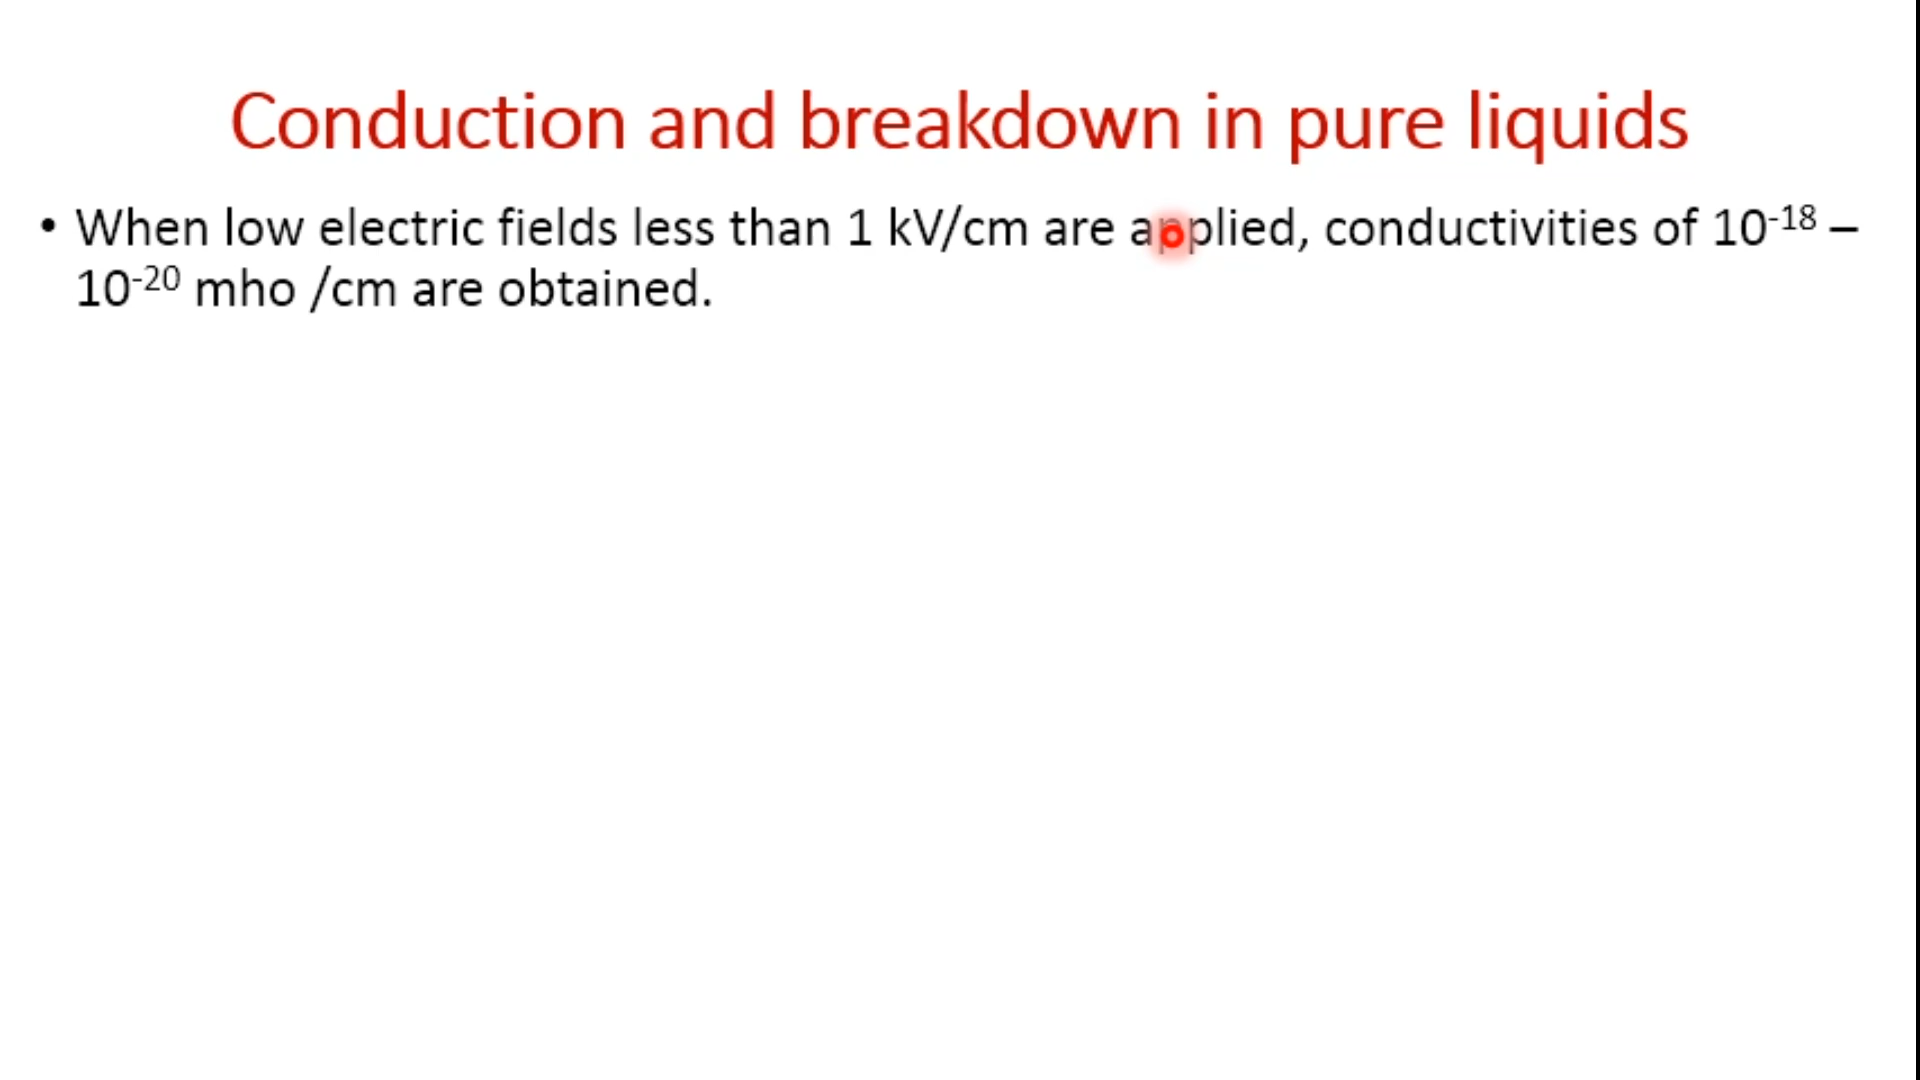 Conduction and breakdown in pure liquids
• When low electric fields less than 1 kV/cm are applied, conductivities of 10⁻¹⁸ –
10⁻²⁰ mho /cm are obtained.